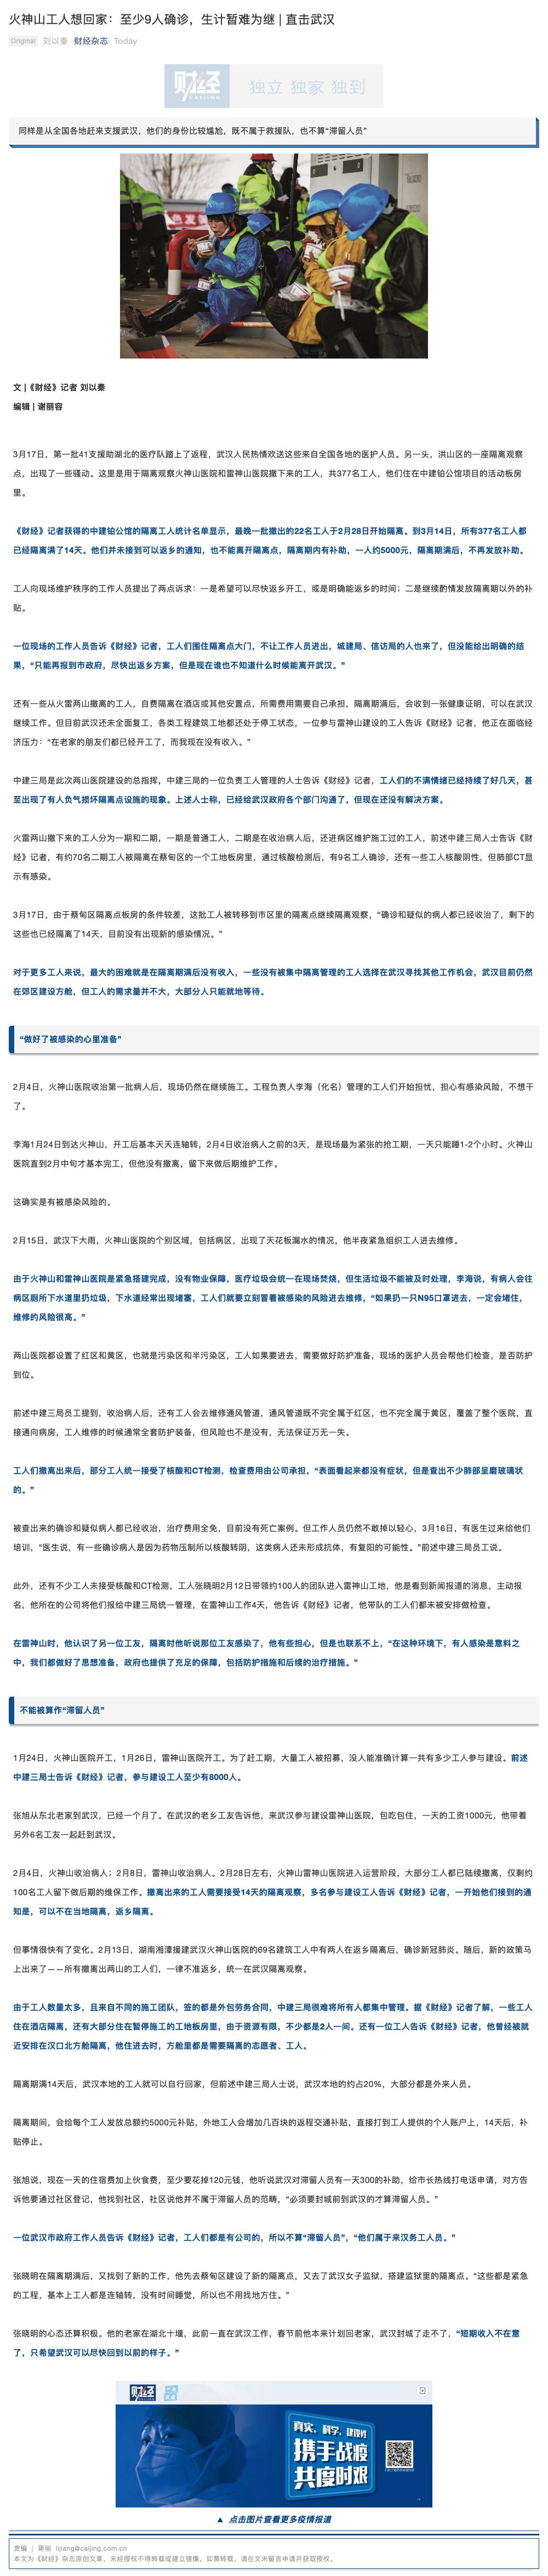 火神山工人想回家：至少9人确诊，生计暂难为继 | 直击武汉
Original 刘以秦 财经杂志 Today
财经
CAIJING
独立 独家 独到
同样是从全国各地赶来支援武汉，他们的身份比较尴尬，既不属于救援队，也不算“滞留人员”
文 |《财经》记者 刘以秦
编辑 | 谢丽容
3月17日，第一批41支援助湖北的医疗队踏上了返程，武汉人民热情欢送这些来自全国各地的医护人员。另一头，洪山区的一座隔离观察
点，出现了一些骚动。这里是用于隔离观察火神山医院和雷神山医院撤下来的工人，共377名工人，他们住在中建铂公馆项目的活动板房
里。
《财经》记者获得的中建铂公馆的隔离工人统计名单显示，最晚一批撤出的22名工人于2月28日开始隔离。到3月14日，所有377名工人都
已经隔离满了14天。他们并未接到可以返乡的通知，也不能离开隔离点，隔离期内有补助，一人约5000元，隔离期满后，不再发放补助。
工人向现场维护秩序的工作人员提出了两点诉求：一是希望可以尽快返乡开工，或是明确能返乡的时间；二是继续酌情发放隔离期以外的补
贴。
一位现场的工作人员告诉《财经》记者，工人们围住隔离点大门，不让工作人员进出，城建局、信访局的人也来了，但没能给出明确的结
果，“只能再报到市政府，尽快出返乡方案，但是现在谁也不知道什么时候能离开武汉。”
还有一些从火雷两山撤离的工人，自费隔离在酒店或其他安置点，所需费用需要自己承担，隔离期满后，会收到一张健康证明，可以在武汉
继续工作。但目前武汉还未全面复工，各类工程建筑工地都还处于停工状态，一位参与雷神山建设的工人告诉《财经》记者，他正在面临经
济压力：“在老家的朋友们都已经开工了，而我现在没有收入。”
中建三局是此次两山医院建设的总指挥，中建三局的一位负责工人管理的人士告诉《财经》记者，工人们的不满情绪已经持续了好几天，甚
至出现了有人负气损坏隔离点设施的现象。上述人士称，已经给武汉政府各个部门沟通了，但现在还没有解决方案。
火雷两山撤下来的工人分为一期和二期，一期是普通工人，二期是在收治病人后，还进病区维护施工过的工人，前述中建三局人士告诉《财
经》记者，有约70名二期工人被隔离在蔡甸区的一个工地板房里，通过核酸检测后，有9名工人确诊，还有一些工人核酸阴性，但肺部CT显
示有感染。
3月17日，由于蔡甸区隔离点板房的条件较差，这批工人被转移到市区里的隔离点继续隔离观察，“确诊和疑似的病人都已经收治了，剩下的
这些也已经隔离了14天，目前没有出现新的感染情况。”
对于更多工人来说，最大的困难就是在隔离期满后没有收入，一些没有被集中隔离管理的工人选择在武汉寻找其他工作机会，武汉目前仍然
在郊区建设方舱，但工人的需求量并不大，大部分人只能就地等待。
“做好了被感染的心里准备”
2月4日，火神山医院收治第一批病人后，现场仍然在继续施工。工程负责人李海（化名）管理的工人们开始担忧，担心有感染风险，不想干
了。
李海1月24日到达火神山，开工后基本天天连轴转，2月4日收治病人之前的3天，是现场最为紧张的抢工期，一天只能睡1-2个小时。火神山
医院直到2月中旬才基本完工，但他没有撤离，留下来做后期维护工作。
这确实是有被感染风险的。
2月15日，武汉下大雨，火神山医院的个别区域，包括病区，出现了天花板漏水的情况，他半夜紧急组织工人进去维修。
由于火神山和雷神山医院是紧急搭建完成，没有物业保障，医疗垃圾会统一在现场焚烧，但生活垃圾不能被及时处理，李海说，有病人会往
病区厕所下水道里扔垃圾，下水道经常出现堵塞，工人们就要立刻冒着被感染的风险进去维修，“如果扔一只N95口罩进去，一定会堵住，
维修的风险很高。”
两山医院都设置了红区和黄区，也就是污染区和半污染区，工人如果要进去，需要做好防护准备，现场的医护人员会帮他们检查，是否防护
到位。
前述中建三局员工提到，收治病人后，还有工人会去维修通风管道，通风管道既不完全属于红区，也不完全属于黄区，覆盖了整个医院，直
接通向病房，工人维修的时候通常全套防护装备，但风险也不是没有，无法保证万无一失。
工人们撤离出来后，部分工人统一接受了核酸和CT检测，检查费用由公司承担，“表面看起来都没有症状，但是查出不少肺部呈磨玻璃状
的。”
被查出来的确诊和疑似病人都已经收治，治疗费用全免，目前没有死亡案例。但工作人员仍然不敢掉以轻心，3月16日，有医生过来给他们
培训，“医生说，有一些确诊病人是因为药物压制所以核酸转阴，这类病人还未形成抗体，有复阳的可能性。”前述中建三局员工说。
此外，还有不少工人未接受核酸和CT检测，工人张晓明2月12日带领约100人的团队进入雷神山工地，他是看到新闻报道的消息，主动报
名，他所在的公司将他们报给中建三局统一管理，在雷神山工作4天，他告诉《财经》记者，他带队的工人们都未被安排做检查。
在雷神山时，他认识了另一位工友，隔离时他听说那位工友感染了，他有些担心，但是也联系不上，“在这种环境下，有人感染是意料之
中，我们都做好了思想准备，政府也提供了充足的保障，包括防护措施和后续的治疗措施。”
不能被算作“滞留人员”
1月24日，火神山医院开工，1月26日，雷神山医院开工。为了赶工期，大量工人被招募，没人能准确计算一共有多少工人参与建设。前述
中建三局士告诉《财经》记者，参与建设工人至少有8000人。
张旭从东北老家到武汉，已经一个月了。在武汉的老乡工友告诉他，来武汉参与建设雷神山医院，包吃包住，一天的工资1000元，他带着
另外6名工友一起赶到武汉。
2月4日，火神山收治病人；2月8日，雷神山收治病人。2月28日左右，火神山雷神山医院进入运营阶段，大部分工人都已陆续撤离，仅剩约
100名工人留下做后期的维保工作。撤离出来的工人需要接受14天的隔离观察，多名参与建设工人告诉《财经》记者，一开始他们接到的通
知是，可以不在当地隔离，返乡隔离。
但事情很快有了变化。2月13日，湖南湘潭援建武汉火神山医院的69名建筑工人中有两人在返乡隔离后，确诊新冠肺炎。随后，新的政策马
上出来了——所有撤离出两山的工人们，一律不准返乡，统一在武汉隔离观察。
由于工人数量太多，且来自不同的施工团队，签的都是外包劳务合同，中建三局很难将所有人都集中管理。据《财经》记者了解，一些工人
住在酒店隔离，还有大部分住在暂停施工的工地板房里，由于资源有限，不少都是2人一间。还有一位工人告诉《财经》记者，他曾经被就
近安排在汉口北方舱隔离，他住进去时，方舱里都是需要隔离的志愿者、工人。
隔离期满14天后，武汉本地的工人就可以自行回家，但前述中建三局人士说，武汉本地的约占20%，大部分都是外来人员。
隔离期间，会给每个工人发放总额约5000元补贴，外地工人会增加几百块的返程交通补贴，直接打到工人提供的个人账户上，14天后，补
贴停止。
张旭说，现在一天的住宿费加上伙食费，至少要花掉120元钱，他听说武汉对滞留人员有一天300的补助，给市长热线打电话申请，对方告
诉他要通过社区登记，他找到社区，社区说他并不属于滞留人员的范畴，“必须要封城前到武汉的才算滞留人员。”
一位武汉市政府工作人员告诉《财经》记者，工人们都是有公司的，所以不算“滞留人员”，“他们属于来汉务工人员。”
张晓明在隔离期满后，又找到了新的工作，他先去蔡甸区建设了新的隔离点，又去了武汉女子监狱，搭建监狱里的隔离点。“这些都是紧急
的工程，基本上工人都是连轴转，没有时间睡觉，所以也不用找地方住。”
张晓明的心态还算积极。他的老家在湖北十堰，此前一直在武汉工作，春节前他本来计划回老家，武汉封城了走不了，“短期收入不在意
了，只希望武汉可以尽快回到以前的样子。”
财经
真实、科学、建设性
携手战疫
共度时艰
▲ 点击图片查看更多疫情报道
责编 | 蒋丽 lijiang@caijing.com.cn
本文为《财经》杂志原创文章，未经授权不得转载或建立镜像。如需转载，请在文末留言申请并获取授权。